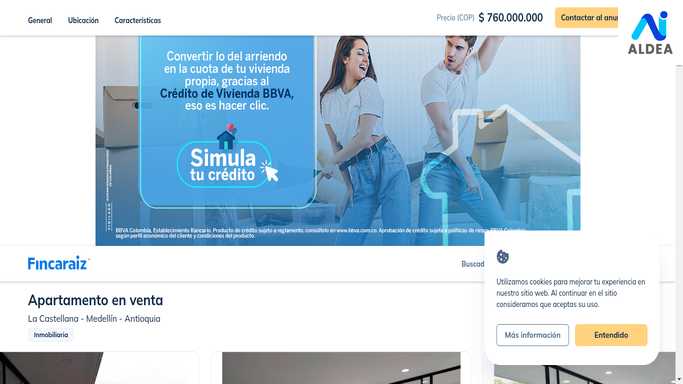 General
Ubicación
Características
Precio (COP) $ 760.000.000
Contactar al anun
ALDEA
Convertir lo del arriendo
en la cuota de tu vivienda
propia, gracias al
Crédito de Vivienda BBVA,
eso es hacer clic.
Simula
tu crédito
BBVA Colombia, Establecimiento Bancario. Producto de crédito sujeto a reglamento, consúltelo en www.bbva.com.co. Aprobación de crédito sujeta a políticas de riesgo BBVA Colombia
según perfil económico del cliente y condiciones del producto.
Fincaraiz
Buscad
Apartamento en venta
La Castellana - Medellín - Antioquia
Inmobiliaria
Utilizamos cookies para mejorar tu experiencia en
nuestro sitio web. Al continuar en el sitio
consideramos que aceptas su uso.
Más información
Entendido